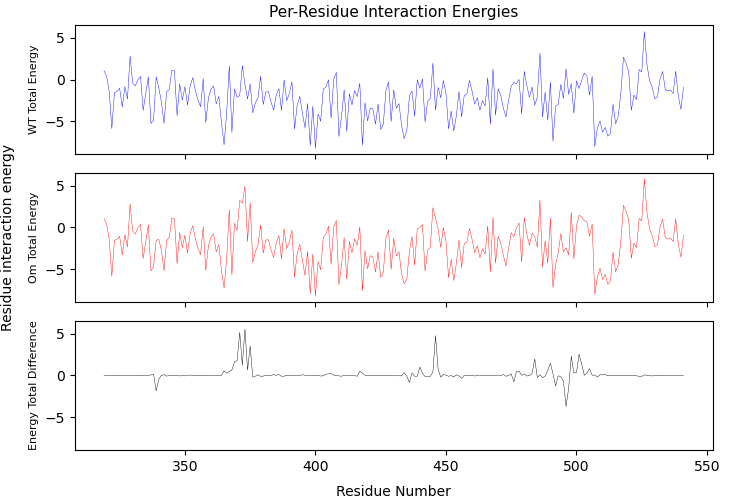 Per-Residue Interaction Energies
Residue interaction energy
WT Total Energy
5
0
−5
Om Total Energy
5
0
−5
Energy Total Difference
5
0
−5
350 400 450 500 550
Residue Number